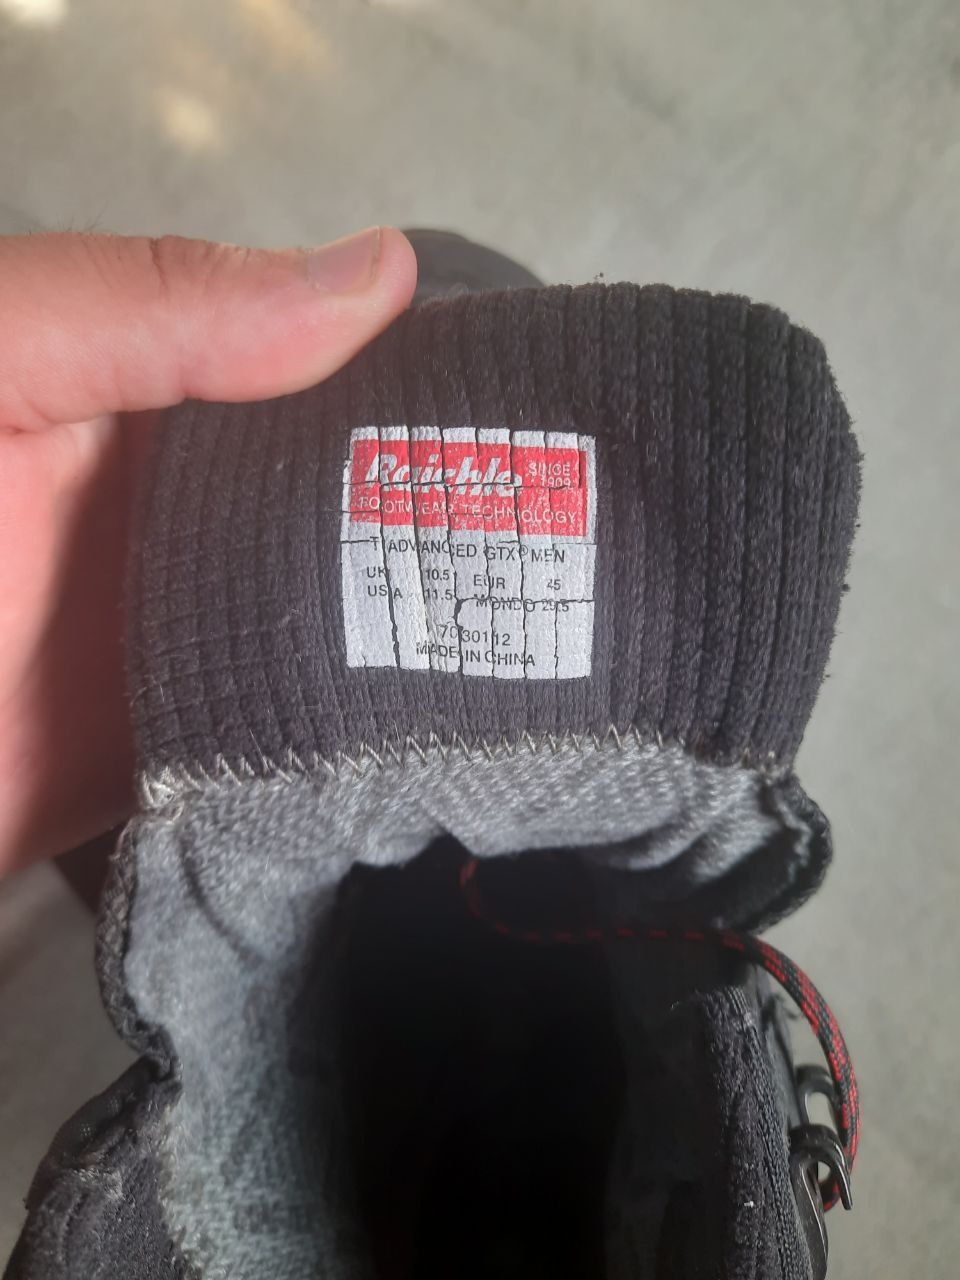 Raichle SINCE 1909
FOOTWEAR TECHNOLOGY
T ADVANCED GTX® MEN
UK 10.5 EUR 45
USA 11.5 MONDO 29.5
7030112
MADE IN CHINA